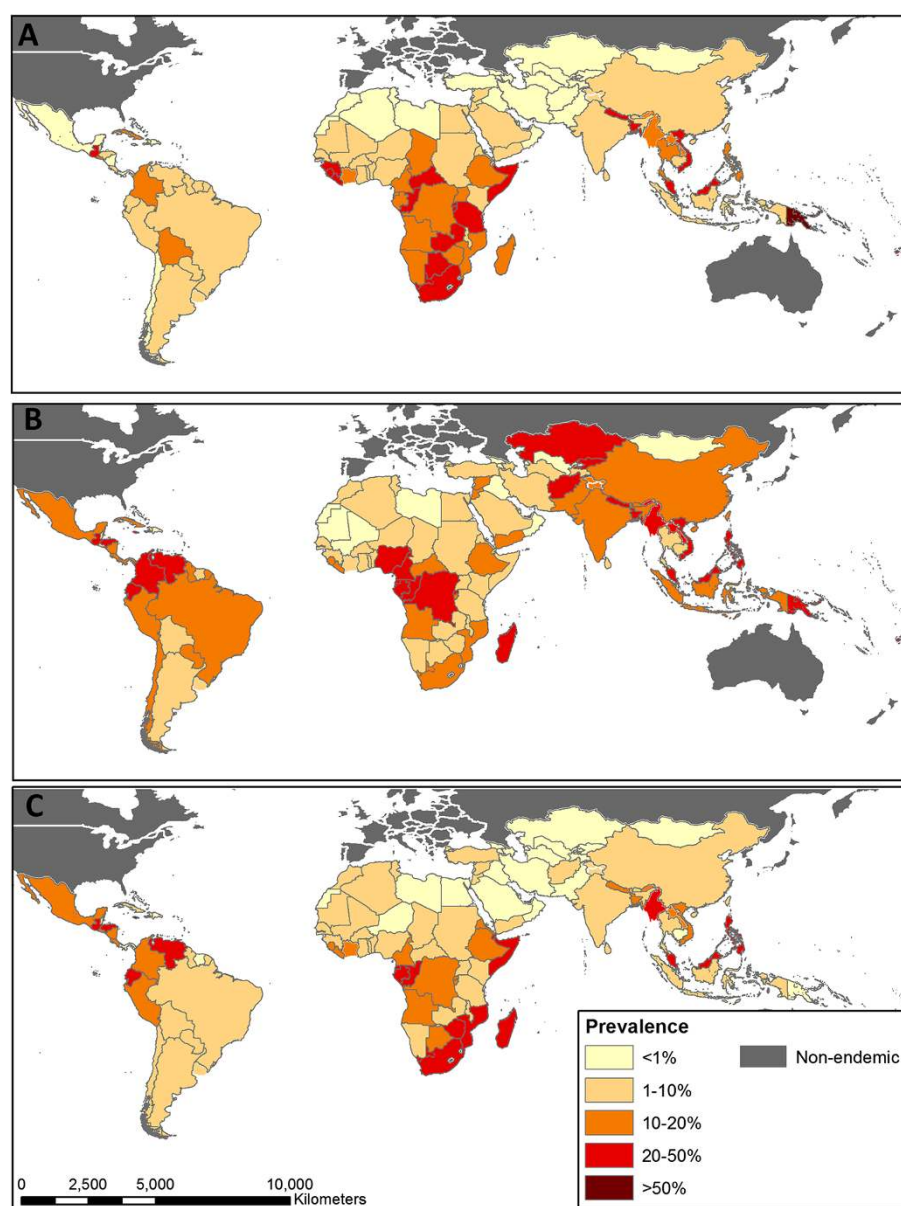 A
B
C
Prevalence
<1%
Non-endemic
1-10%
10-20%
20-50%
>50%
0 2,500 5,000 10,000
Kilometers